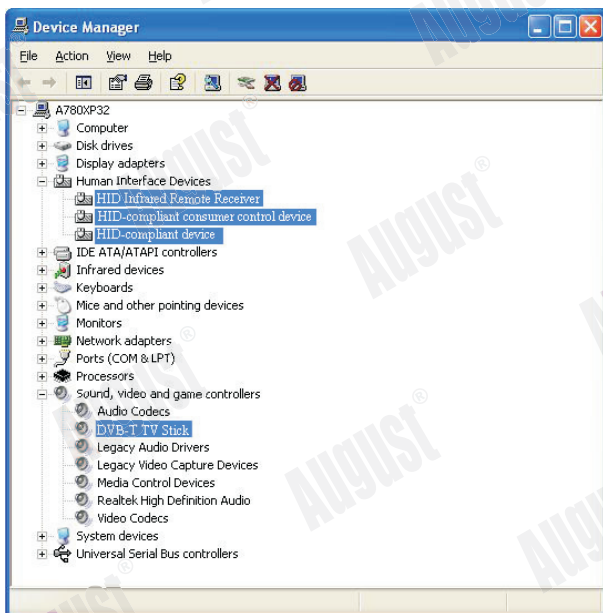 Device Manager
File Action View Help
A780XP32
Computer
Disk drives
Display adapters
Human Interface Devices
HID Infrared Remote Receiver
HID-compliant consumer control device
HID-compliant device
IDE ATA/ATAPI controllers
Infrared devices
Keyboards
Mice and other pointing devices
Monitors
Network adapters
Ports (COM & LPT)
Processors
Sound, video and game controllers
Audio Codecs
DVB-T TV Stick
Legacy Audio Drivers
Legacy Video Capture Devices
Media Control Devices
Realtek High Definition Audio
Video Codecs
System devices
Universal Serial Bus controllers
August®
August®
August®
August®